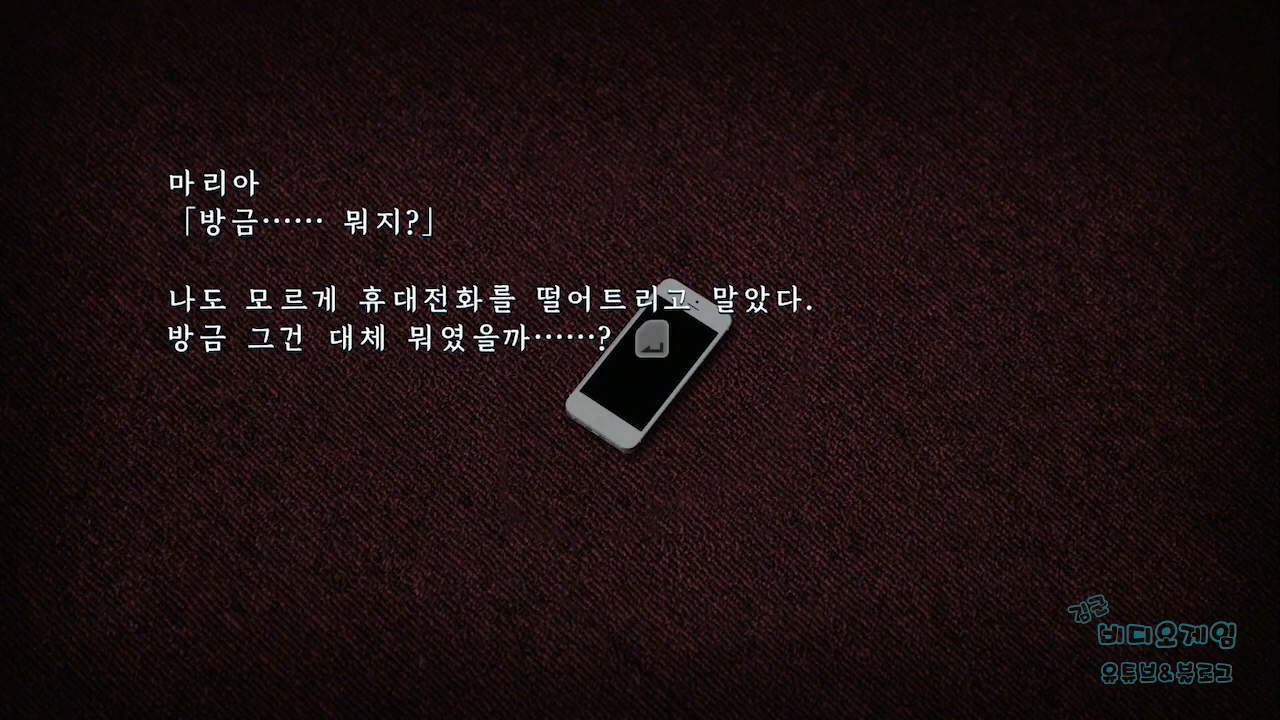 마리아
「방금…… 뭐지?」
나도 모르게 휴대전화를 떨어트리고 말았다.
방금 그건 대체 뭐였을까……?
김군
비디오게임
유튜브&블로그